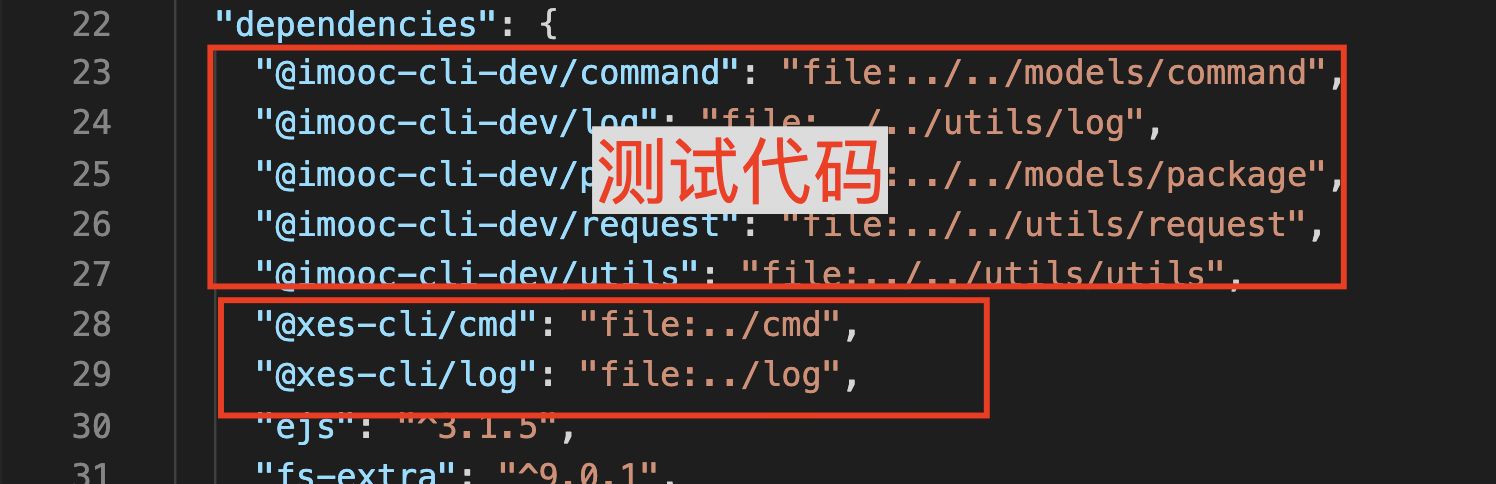 22 "dependencies": {
23 "@imooc-cli-dev/command": "file:../../models/command",
24 "@imooc-cli-dev/log": "file:../../utils/log",
25 "@imooc-cli-dev/p :../../models/package",
测试代码
26 "@imooc-cli-dev/request": "file:../../utils/request",
27 "@imooc-cli-dev/utils": "file:../../utils/utils",
28 "@xes-cli/cmd": "file:../cmd",
29 "@xes-cli/log": "file:../log",
30 "ejs": "^3.1.5",
31 "fs-extra": "^9.0.1",